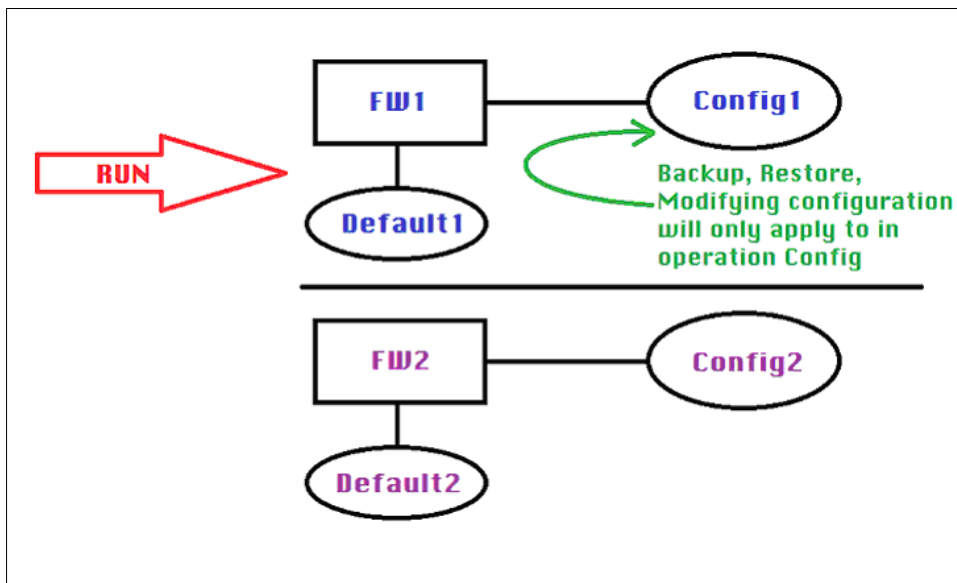 FW1
Config1
RUN
Backup, Restore,
Modifying configuration
will only apply to in
operation Config
Default1
FW2
Config2
Default2